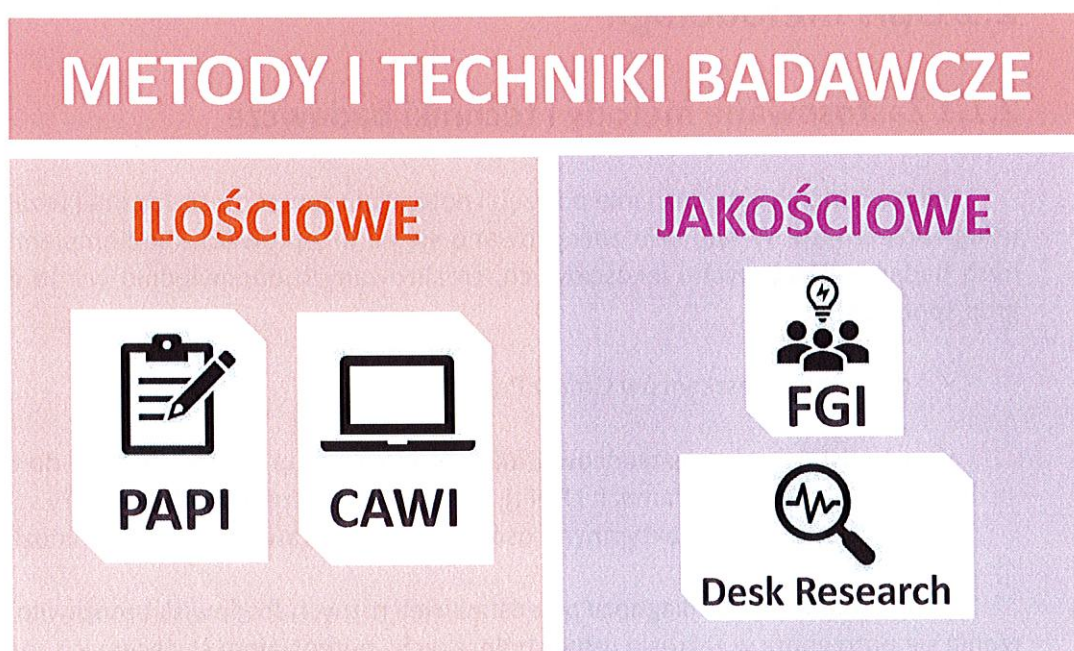 METODY I TECHNIKI BADAWCZE
ILOŚCIOWE
PAPI
CAWI
JAKOŚCIOWE
FGI
Desk Research